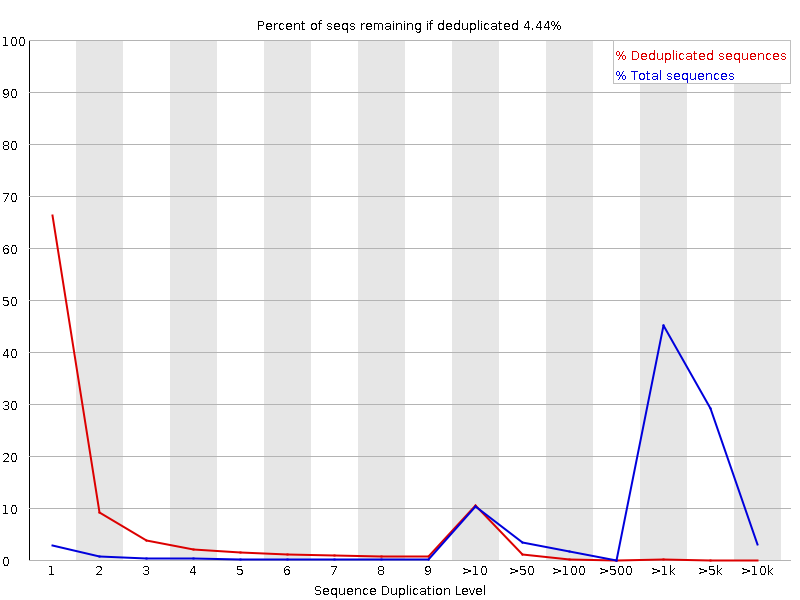 Percent of seqs remaining if deduplicated 4.44%
% Deduplicated sequences
% Total sequences
100
90
80
70
60
50
40
30
20
10
0
1 2 3 4 5 6 7 8 9 >10 >50 >100 >500 >1k >5k >10k
Sequence Duplication Level